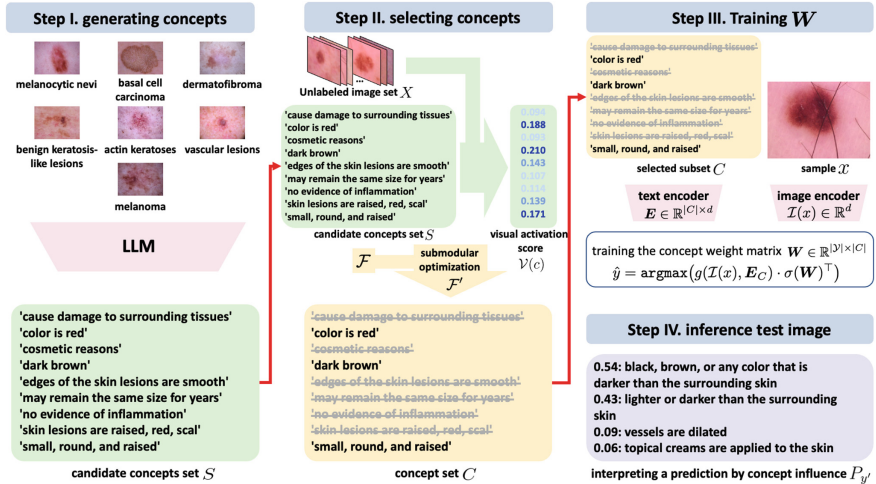 Step I. generating concepts
melanocytic nevi
basal cell
carcinoma
dermatofibroma
benign keratosis-
like lesions
actin keratoses
vascular lesions
melanoma
LLM
'cause damage to surrounding tissues'
'color is red'
'cosmetic reasons'
'dark brown'
'edges of the skin lesions are smooth'
'may remain the same size for years'
'no evidence of inflammation'
'skin lesions are raised, red, scal'
'small, round, and raised'
candidate concepts set S
Step II. selecting concepts
...
Unlabeled image set X
'cause damage to surrounding tissues'
'color is red'
'cosmetic reasons'
'dark brown'
'edges of the skin lesions are smooth'
'may remain the same size for years'
'no evidence of inflammation'
'skin lesions are raised, red, scal'
'small, round, and raised'
candidate concepts set S
0.094
0.188
0.210
0.143
0.107
0.114
0.139
0.171
visual activation
score
𝒱(c)
ℱ
submodular
optimization
ℱ′
'cause damage to surrounding tissues'
'color is red'
'cosmetic reasons'
'dark brown'
'edges of the skin lesions are smooth'
'may remain the same size for years'
'no evidence of inflammation'
'skin lesions are raised, red, scal'
'small, round, and raised'
concept set C
Step III. Training W
'cause damage to surrounding tissues'
'color is red'
'cosmetic reasons'
'dark brown'
'edges of the skin lesions are smooth'
'may remain the same size for years'
'no evidence of inflammation'
'skin lesions are raised, red, scal'
'small, round, and raised'
selected subset C
sample x
text encoder
E ∈ ℝ^{|C|×d}
image encoder
ℐ(x) ∈ ℝ^d
training the concept weight matrix W ∈ ℝ^{|𝒴|×|C|}
ŷ = argmax(g(ℐ(x), E_C) · σ(W)^⊤)
Step IV. inference test image
0.54: black, brown, or any color that is
darker than the surrounding skin
0.43: lighter or darker than the surrounding
skin
0.09: vessels are dilated
0.06: topical creams are applied to the skin
interpreting a prediction by concept influence P_{y′}